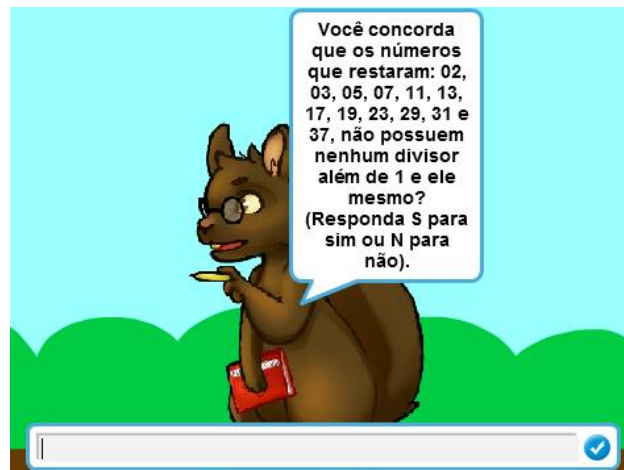 Você concorda
que os números
que restaram: 02,
03, 05, 07, 11, 13,
17, 19, 23, 29, 31 e
37, não possuem
nenhum divisor
além de 1 e ele
mesmo?
(Responda S para
sim ou N para
não).